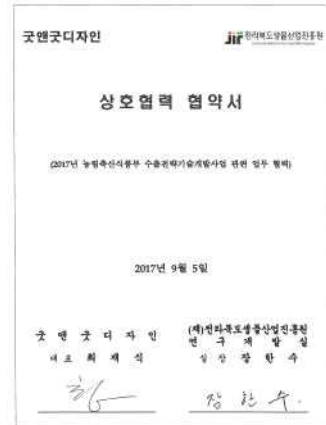 굿앤굿디자인
jif 전라북도생물산업진흥원
상호협력 협약서
(2017년 농림축산식품부 수출전략기술개발사업 관련 업무 협력)
2017년 9월 5일
굿앤굿디자인
대표 최재식
(재)전라북도생물산업진흥원
연구개발실
실장 장한수
장한수.